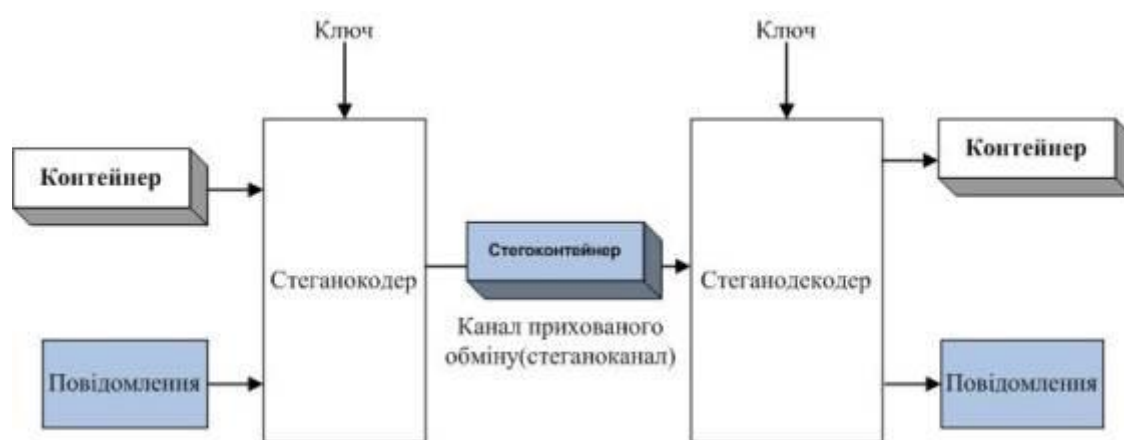 Ключ
Ключ
Контейнер
Контейнер
Стегоконтейнер
Стеганокодер
Стеганодекодер
Канал прихованого
обміну(стеганоканал)
Повідомлення
Повідомлення